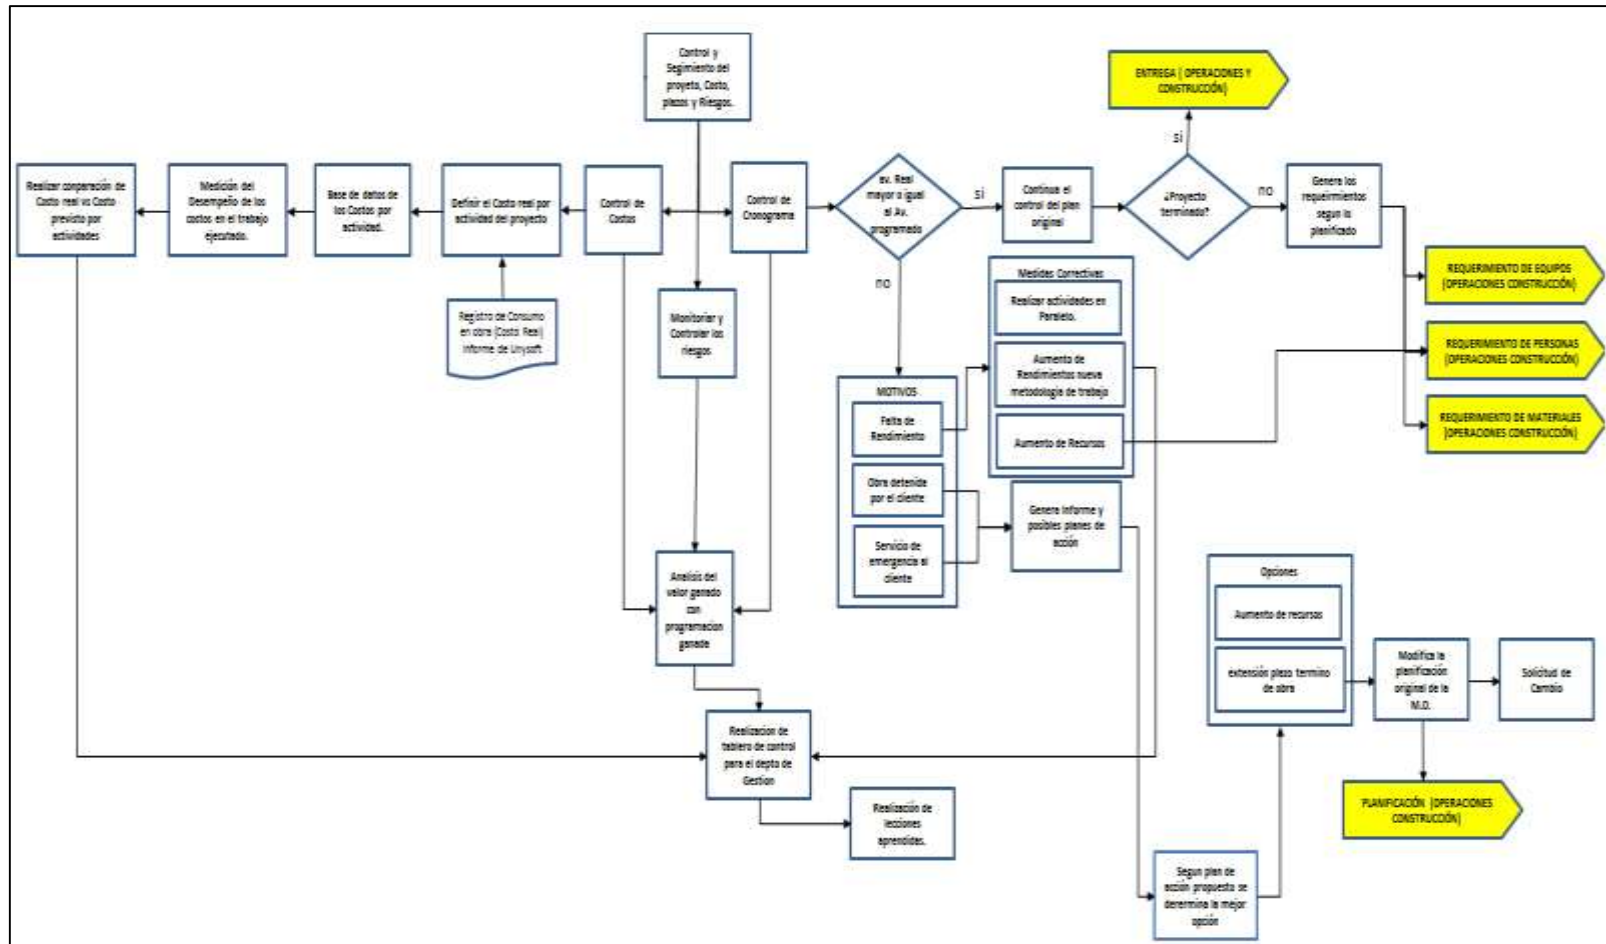 Control y
Segimiento del
proyeto, Costo,
plazos y Riesgos.
ENTREGA ( OPERACIONES Y
CONSTRUCCIÓN)
si
Realizar conparación de
Costo real vs Costo
previsto por
actividades
Medición del
Desempeño de los
costos en el trabajo
ejecutado.
Base de datos de
los Costos por
actividad.
Definir el Costo real por
actividad del proyecto
Control de
Costos
Control de
Cronograma
av. Real
mayor o igual
al Av.
programado
si
Continua el
control del plan
original
¿Proyecto
terminado?
no
Genera los
requerimientos
segun lo
planificado
no
Registro de Consumo
en obra (Costo Real)
Informe de Unysoft
Monitoriar y
Controlar los
riesgos
Medidas Correctivas
Realizar actividades en
Paralelo.
Aumento de
Rendimientos nueva
metodologia de trabajo
Aumento de Recursos
REQUERIMIENTO DE EQUIPOS
(OPERACIONES CONSTRUCCIÓN)
REQUERIMIENTO DE PERSONAS
(OPERACIONES CONSTRUCCIÓN)
REQUERIMIENTO DE MATERIALES
)OPERACIONES CONSTRUCCIÓN)
MOTIVOS
Falta de
Rendimiento
Obra detenida
por el cliente
Servicio de
emergencia al
cliente
Genera Informe y
posibles planes de
acción
Analisis del
valor ganado
con
programacion
ganada
Opciones
Aumento de recursos
extensión plazo termino
de obra
Modifica la
planificación
original de la
M.O.
Solicitud de
Cambio
Realizacion de
tablero de control
para el depto de
Gestion
Realización de
lecciones
aprendidas.
PLANIFICACIÓN (OPERACIONES
CONSTRUCCIÓN)
Segun plan de
acción propuesto se
derermina la mejor
opción